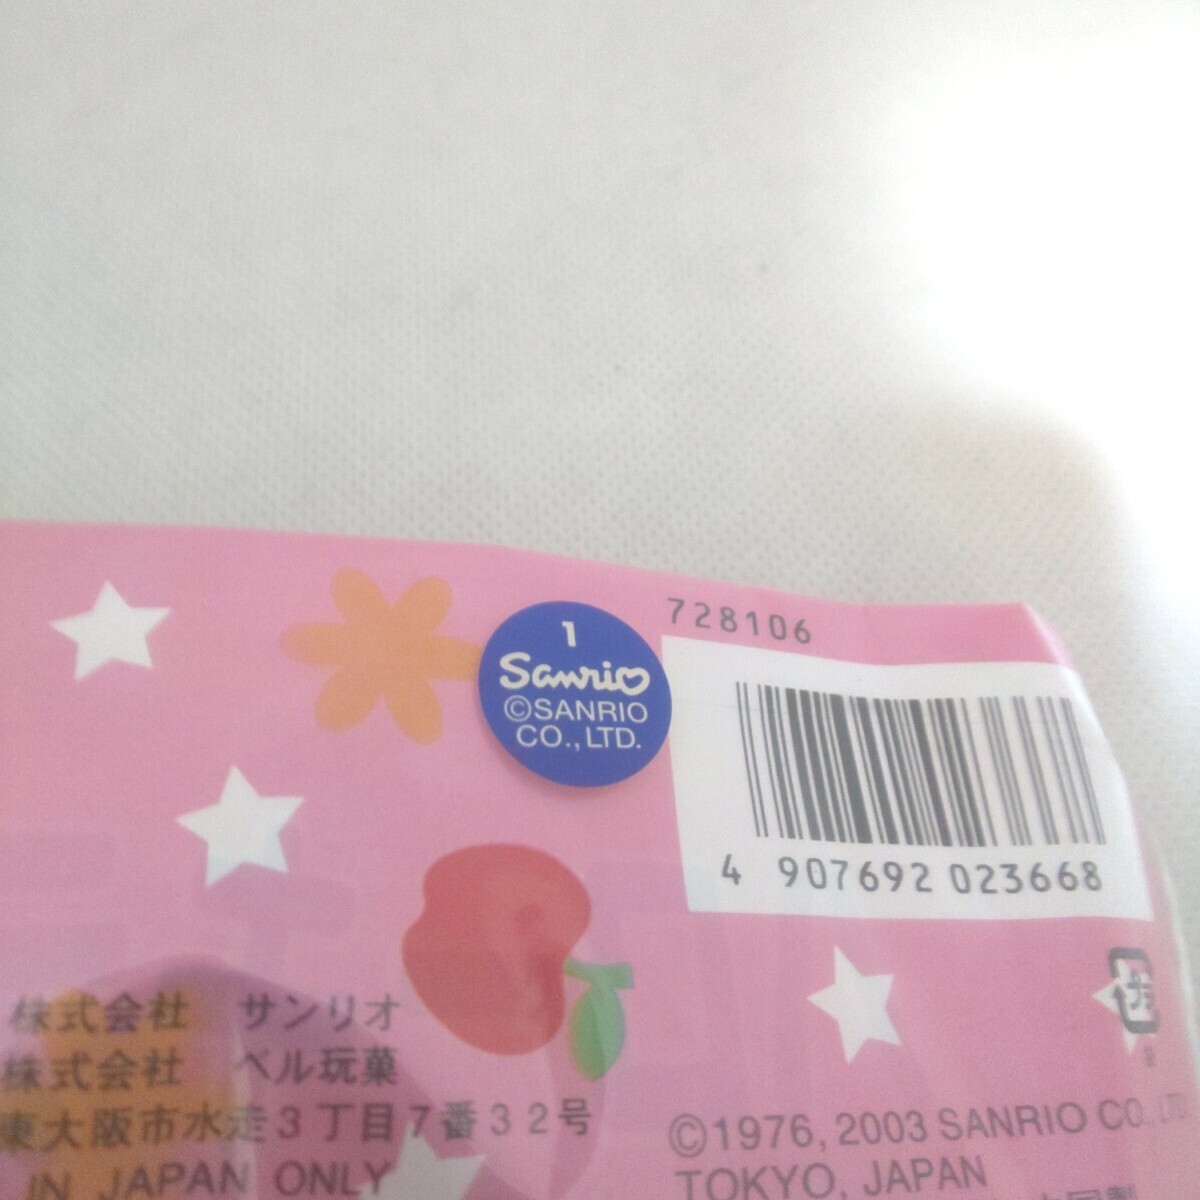 728106
1
Sanrio
©SANRIO
CO., LTD.
4 907692 023668
株式会社 サンリオ
株式会社 ベル玩菓
東大阪市水走3丁目7番32号
IN JAPAN ONLY
©1976, 2003 SANRIO CO., LTD
TOKYO, JAPAN